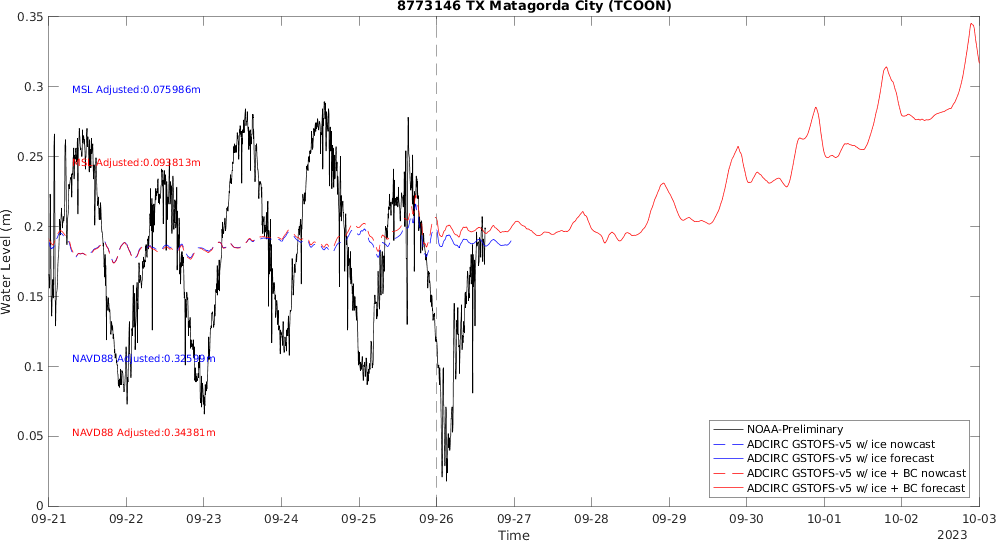 8773146 TX Matagorda City (TCOON)
0.35
0.3
0.25
0.2
0.15
0.1
0.05
0
Water Level (m)
MSL Adjusted:0.075986m
MSL Adjusted:0.093813m
NAVD88 Adjusted:0.32599m
NAVD88 Adjusted:0.34381m
NOAA-Preliminary
ADCIRC GSTOFS-v5 w/ ice nowcast
ADCIRC GSTOFS-v5 w/ ice forecast
ADCIRC GSTOFS-v5 w/ ice + BC nowcast
ADCIRC GSTOFS-v5 w/ ice + BC forecast
09-21 09-22 09-23 09-24 09-25 09-26 09-27 09-28 09-29 09-30 10-01 10-02 10-03
Time
2023